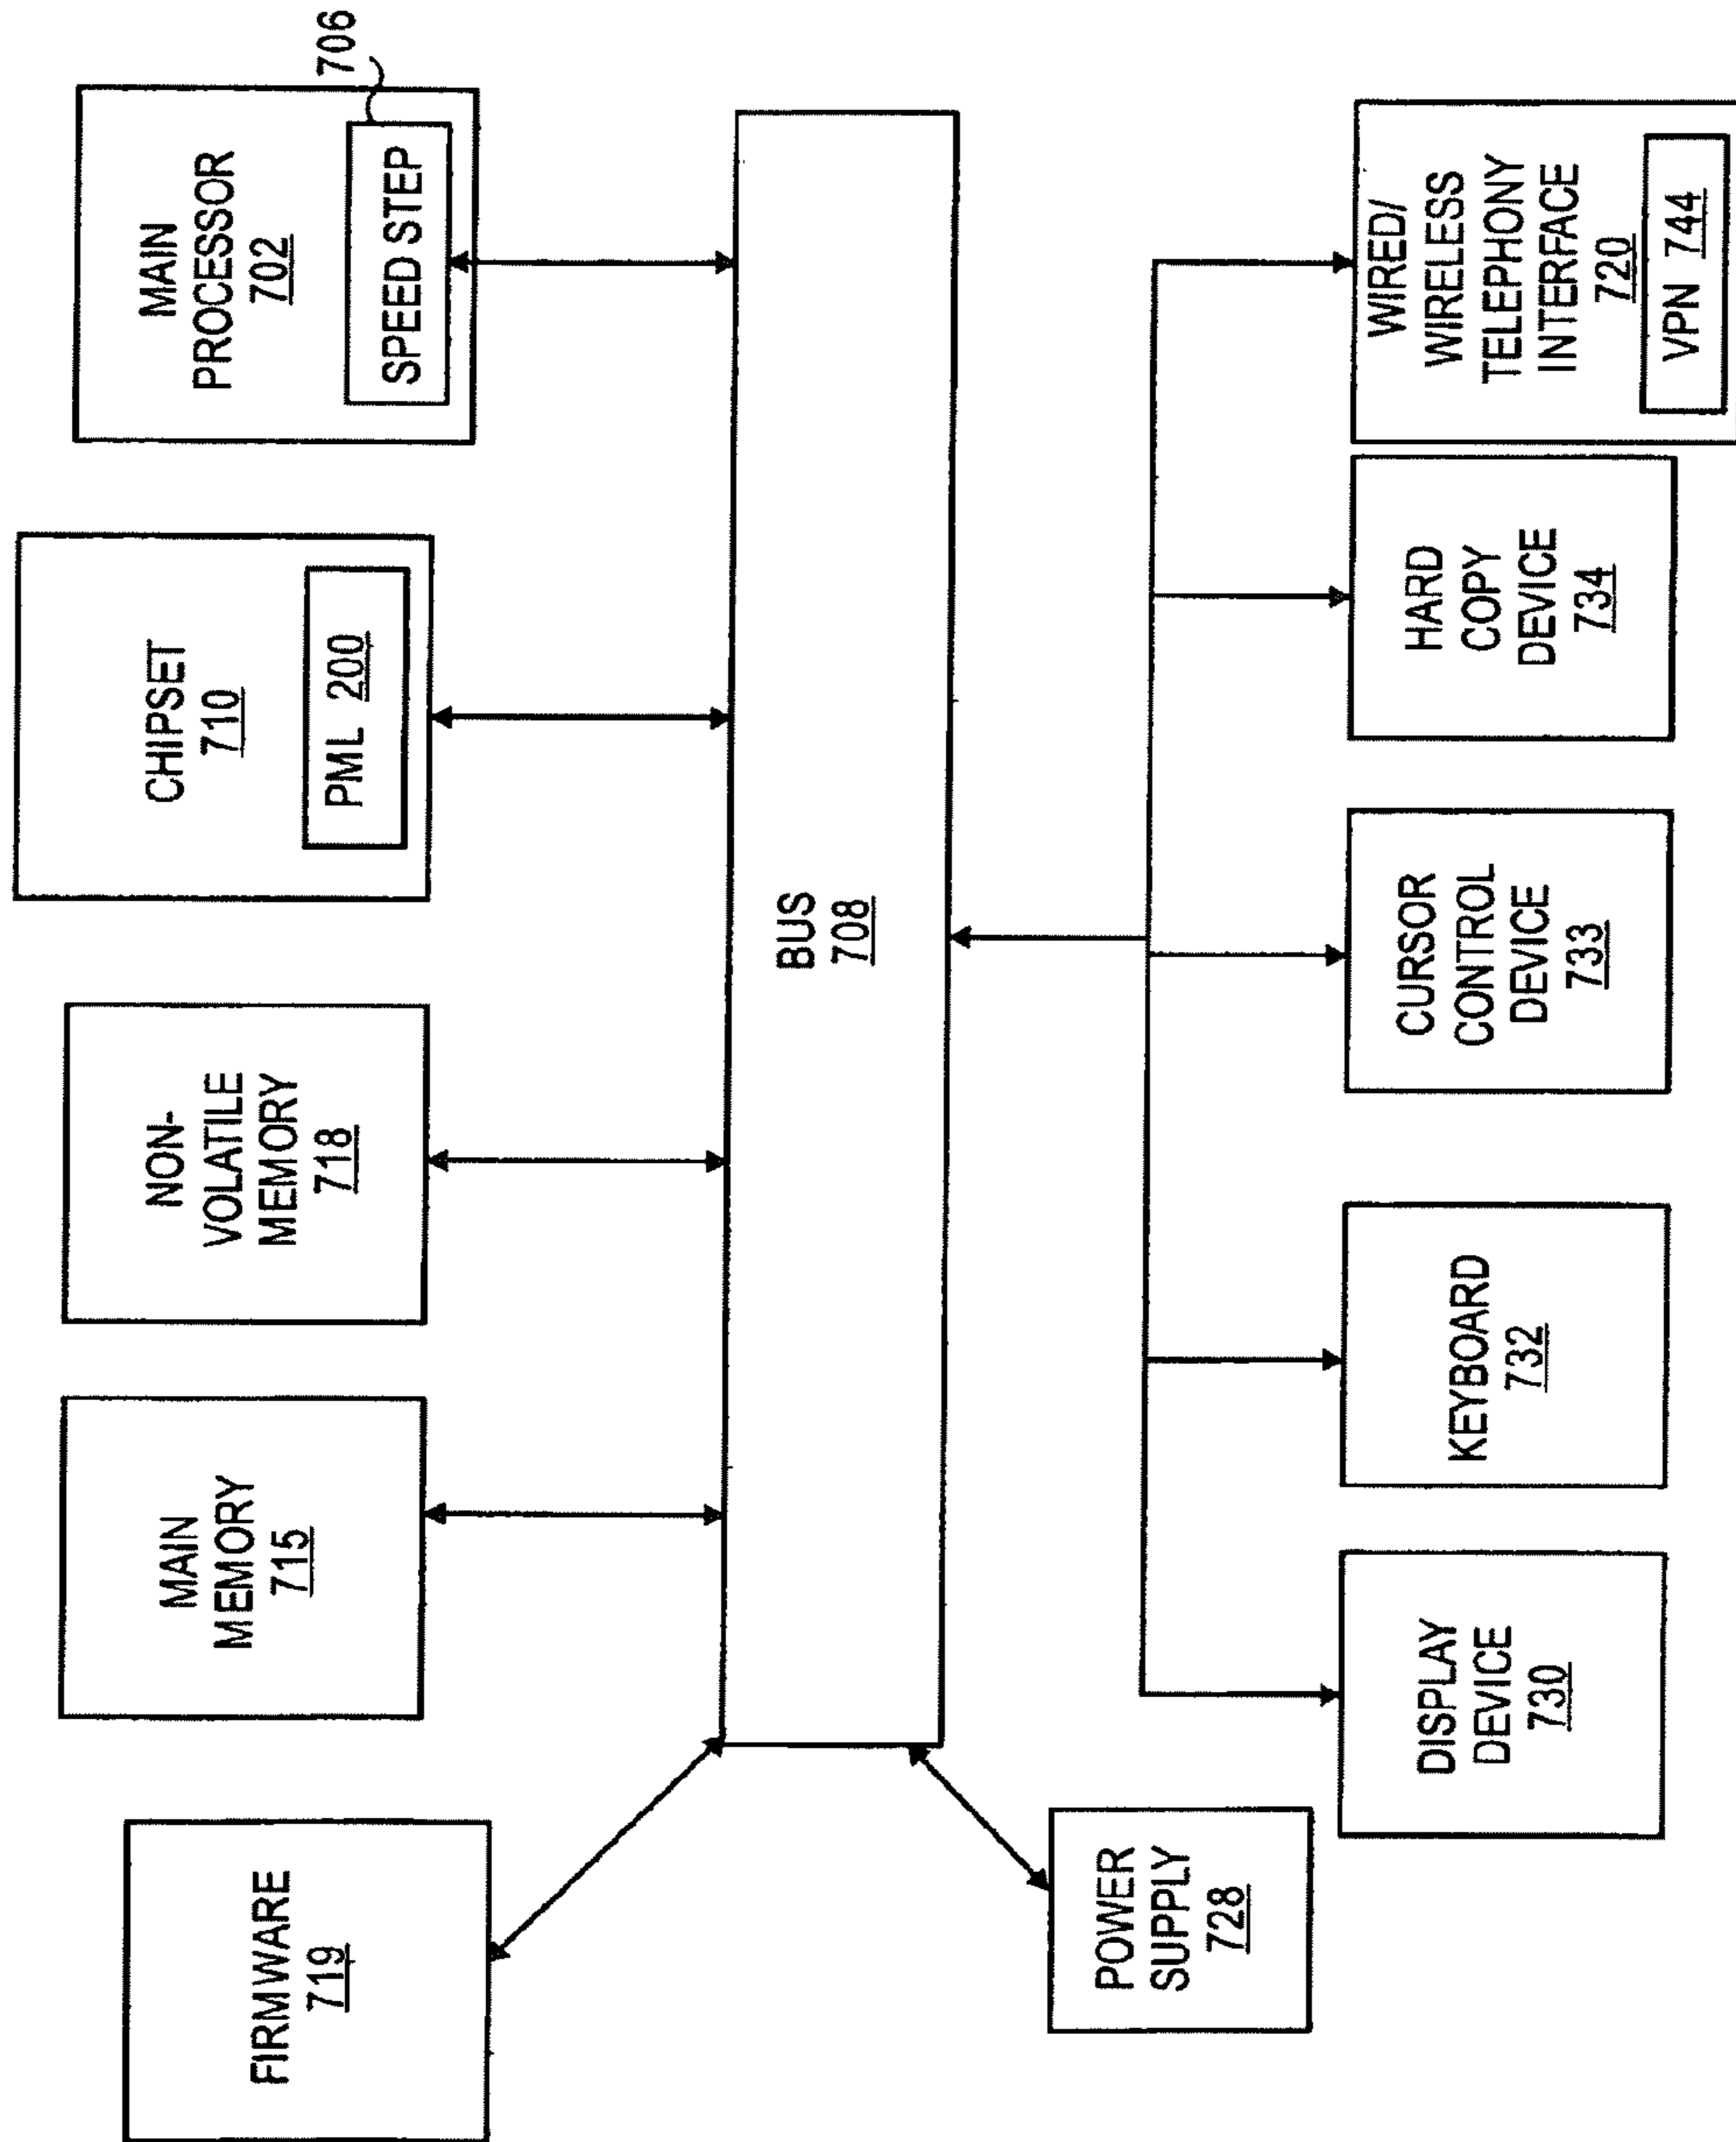 FIRMWARE
719
MAIN
MEMORY
715
NON-
VOLATILE
MEMORY
718
CHIPSET
710
PML 200
MAIN
PROCESSOR
702
SPEED STEP
706
BUS
708
POWER
SUPPLY
728
DISPLAY
DEVICE
730
KEYBOARD
732
CURSOR
CONTROL
DEVICE
733
HARD
COPY
DEVICE
734
WIRED/
WIRELESS
TELEPHONY
INTERFACE
720
VPN 744